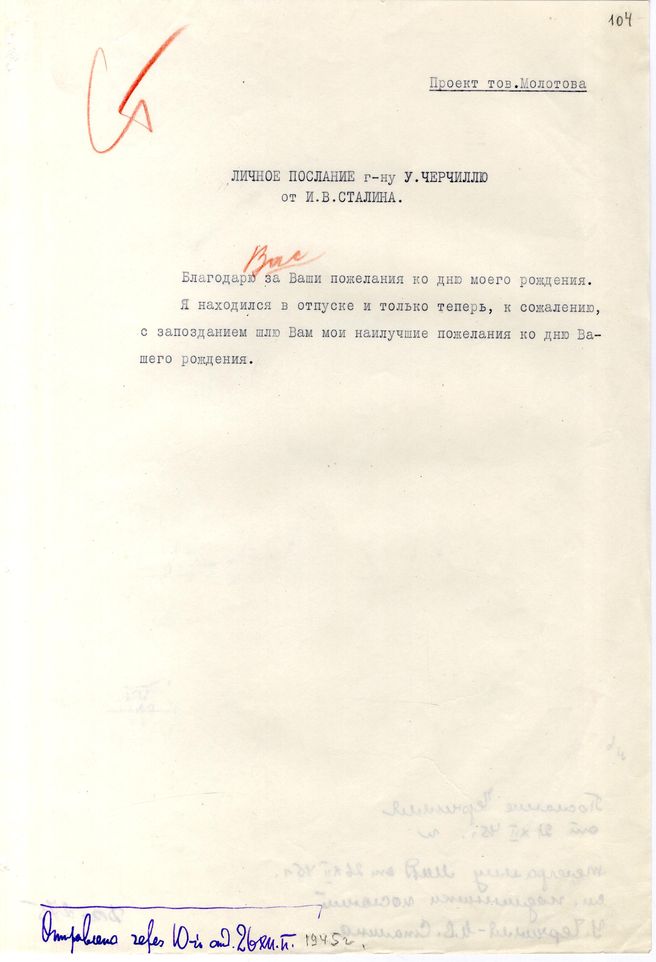 104
Проект тов.Молотова
ЛИЧНОЕ ПОСЛАНИЕ г-ну У.ЧЕРЧИЛЛЮ
от И.В.СТАЛИНА.
Вас
Благодарю за Ваши пожелания ко дню моего рождения.
Я находился в отпуске и только теперь, к сожалению,
с запозданием шлю Вам мои наилучшие пожелания ко дню Ва-
шего рождения.
Отправлено через 10-й отд. 26.XII. 1945 г.